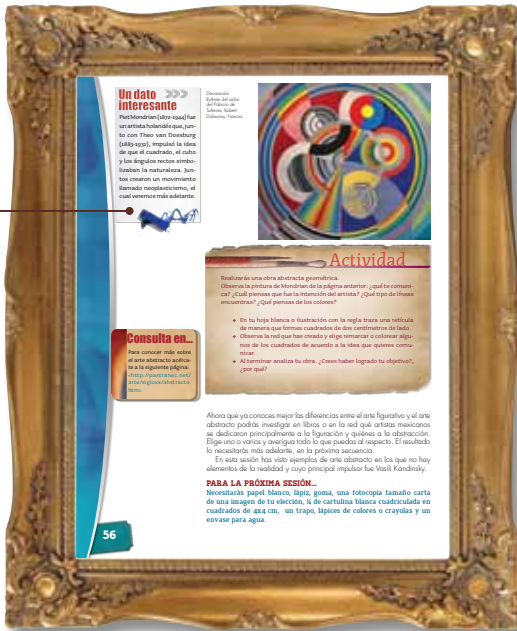 Un dato
interesante
Piet Mondrian (1872-1944) fue
un artista holandés que, jun-
to con Theo van Doesburg
(1883-1931), impulsó la idea
de que el cuadrado, el cubo
y los ángulos rectos simbo-
lizaban la naturaleza. Jun-
tos crearon un movimiento
llamado neoplasticismo, el
cual veremos más adelante.
Decoración
Rythme del salón
del Palacio de
Tullerías, Robert
Delaunay, Francia.
Actividad
Realizarás una obra abstracta geométrica.
Observa la pintura de Mondrian de la página anterior: ¿qué te comuni-
ca? ¿Cuál piensas que fue la intención del artista? ¿Qué tipo de líneas
encuentras? ¿Qué piensas de los colores?
En tu hoja blanca o ilustración con la regla traza una retícula
de manera que formes cuadrados de dos centímetros de lado.
Observa la red que has creado y elige remarcar o colorear algu-
nos de los cuadrados de acuerdo a la idea que quieres comu-
nicar.
Al terminar analiza tu obra. ¿Crees haber logrado tu objetivo?,
¿por qué?
Consulta en...
Para conocer más sobre
el arte abstracto acérca-
te a la siguiente página:
<http://pastranec.net/
arte/siglo20/abstracto.
htm>.
Ahora que ya conoces mejor las diferencias entre el arte figurativo y el arte
abstracto podrás investigar en libros o en la red qué artistas mexicanos
se dedicaron principalmente a la figuración y quiénes a la abstracción.
Elige uno o varios y averigua todo lo que puedas al respecto. El resultado
lo necesitarás más adelante, en la próxima secuencia.
En esta sesión has visto ejemplos de arte abstracto en los que no hay
elementos de la realidad y cuyo principal impulsor fue Vasili Kandinsky.
PARA LA PRÓXIMA SESIÓN...
Necesitarás papel blanco, lápiz, goma, una fotocopia tamaño carta
de una imagen de tu elección, ¼ de cartulina blanca cuadriculada en
cuadrados de 4x4 cm, un trapo, lápices de colores o crayolas y un
envase para agua.
56